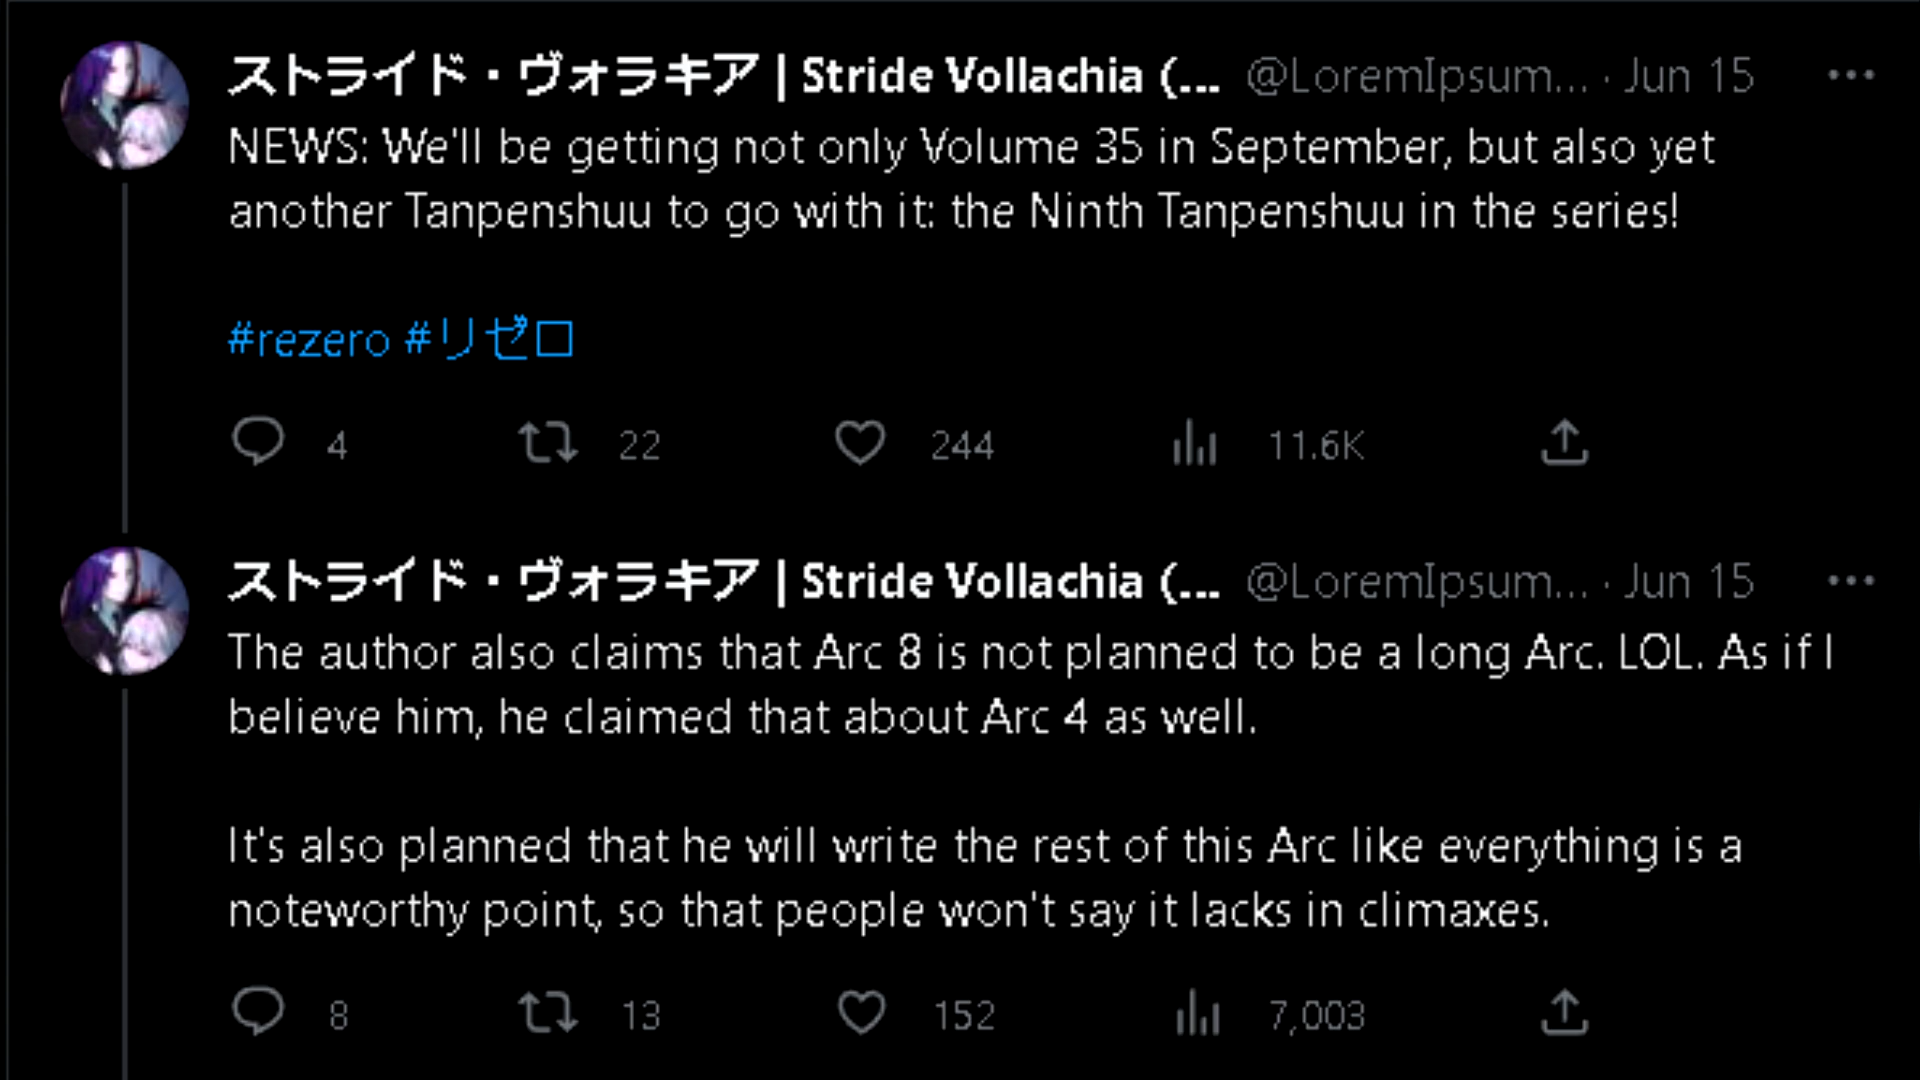 ストライド・ヴォラキア | Stride Vollachia (... @LoremIpsum... · Jun 15
NEWS: We'll be getting not only Volume 35 in September, but also yet
another Tanpenshuu to go with it: the Ninth Tanpenshuu in the series!
#rezero #リゼロ
4 22 244 11.6K
ストライド・ヴォラキア | Stride Vollachia (... @LoremIpsum... · Jun 15
The author also claims that Arc 8 is not planned to be a long Arc. LOL. As if I
believe him, he claimed that about Arc 4 as well.
It's also planned that he will write the rest of this Arc like everything is a
noteworthy point, so that people won't say it lacks in climaxes.
8 13 152 7,003